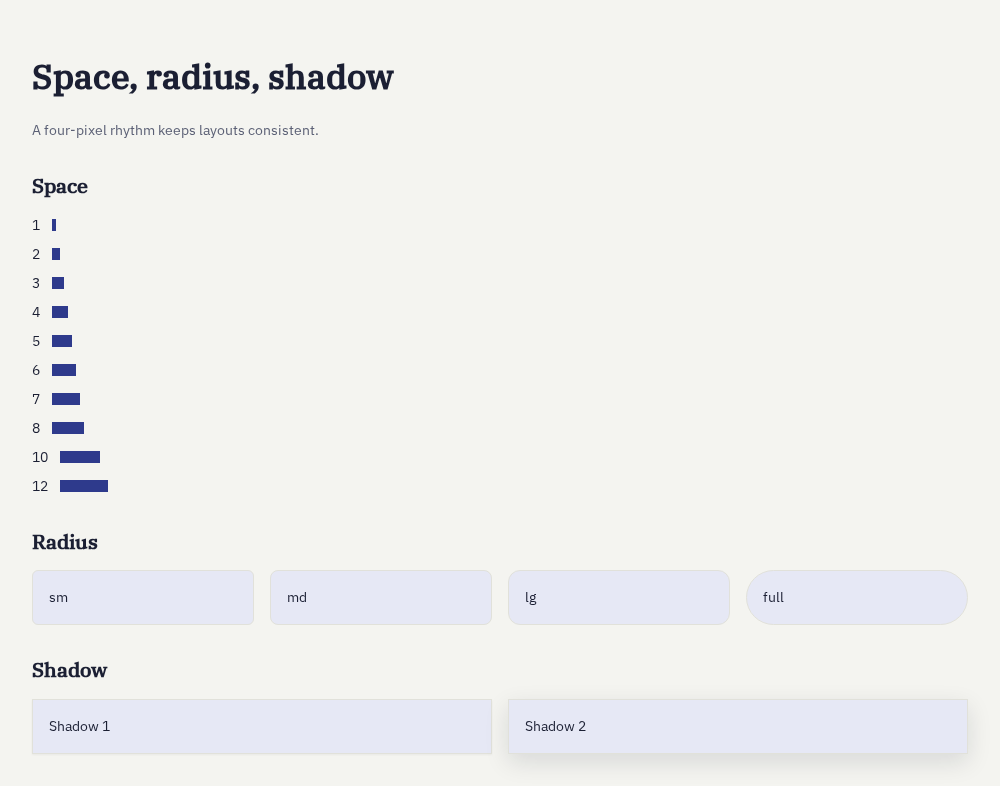 Space, radius, shadow
A four-pixel rhythm keeps layouts consistent.
Space
1
2
3
4
5
6
7
8
10
12
Radius
sm
md
lg
full
Shadow
Shadow 1
Shadow 2